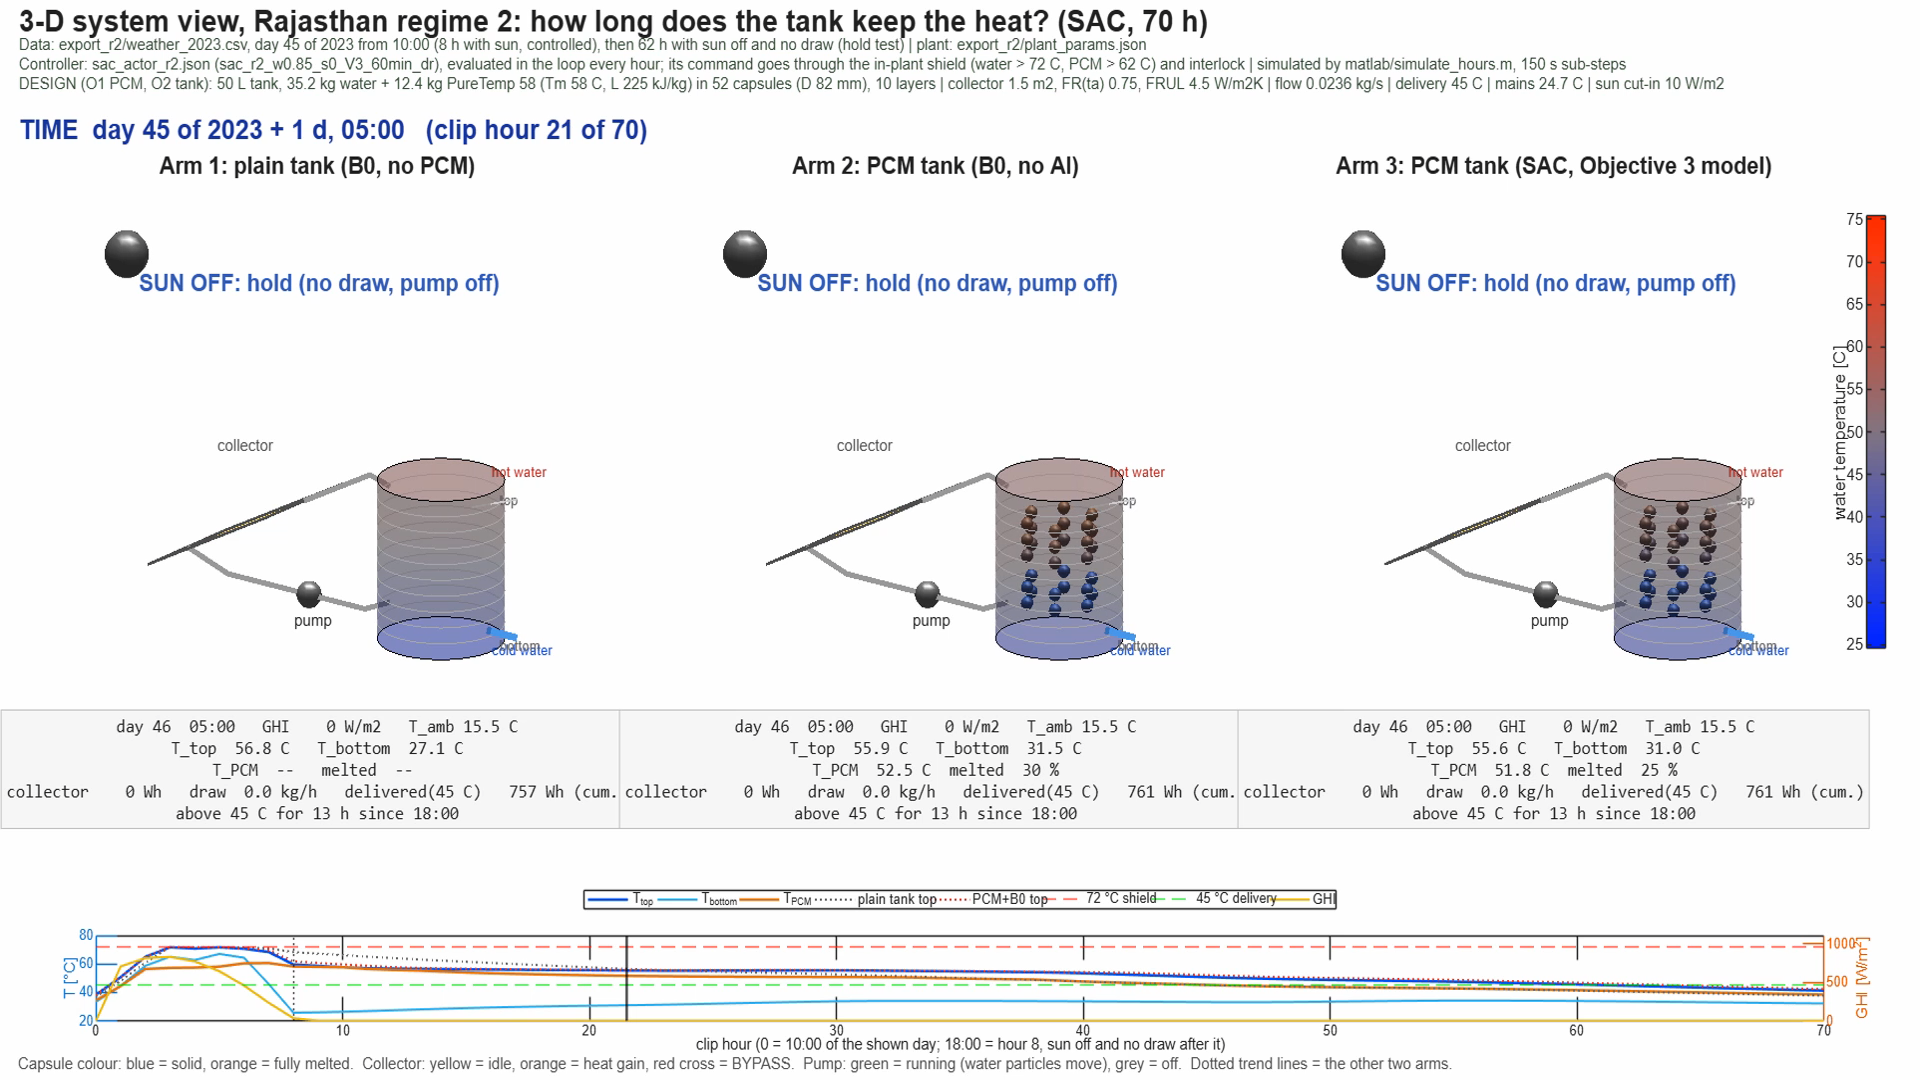 3-D system view, Rajasthan regime 2: how long does the tank keep the heat? (SAC, 70 h)
Data: export_r2/weather_2023.csv, day 45 of 2023 from 10:00 (8 h with sun, controlled), then 62 h with sun off and no draw (hold test) | plant: export_r2/plant_params.json
Controller: sac_actor_r2.json (sac_r2_w0.85_s0_V3_60min_dr), evaluated in the loop every hour; its command goes through the in-plant shield (water > 72 C, PCM > 62 C) and interlock | simulated by matlab/simulate_hours.m, 150 s sub-steps
DESIGN (O1 PCM, O2 tank): 50 L tank, 35.2 kg water + 12.4 kg PureTemp 58 (Tm 58 C, L 225 kJ/kg) in 52 capsules (D 82 mm), 10 layers | collector 1.5 m2, FR(ta) 0.75, FRUL 4.5 W/m2K | flow 0.0236 kg/s | delivery 45 C | mains 24.7 C | sun cut-in 10 W/m2
TIME day 45 of 2023 + 1 d, 05:00 (clip hour 21 of 70)
Arm 1: plain tank (B0, no PCM)
SUN OFF: hold (no draw, pump off)
collector
hot water
top
pump
bottom
cold water
Arm 2: PCM tank (B0, no AI)
SUN OFF: hold (no draw, pump off)
collector
hot water
top
pump
bottom
cold water
Arm 3: PCM tank (SAC, Objective 3 model)
SUN OFF: hold (no draw, pump off)
collector
hot water
top
pump
bottom
cold water
75
70
65
60
55
50
45
40
35
30
25
water temperature [C]
day 46 05:00 GHI 0 W/m2 T_amb 15.5 C
T_top 56.8 C T_bottom 27.1 C
T_PCM -- melted --
collector 0 Wh draw 0.0 kg/h delivered(45 C) 757 Wh (cum.
above 45 C for 13 h since 18:00
day 46 05:00 GHI 0 W/m2 T_amb 15.5 C
T_top 55.9 C T_bottom 31.5 C
T_PCM 52.5 C melted 30 %
collector 0 Wh draw 0.0 kg/h delivered(45 C) 761 Wh (cum.
above 45 C for 13 h since 18:00
day 46 05:00 GHI 0 W/m2 T_amb 15.5 C
T_top 55.6 C T_bottom 31.0 C
T_PCM 51.8 C melted 25 %
collector 0 Wh draw 0.0 kg/h delivered(45 C) 761 Wh (cum.)
above 45 C for 13 h since 18:00
T_top T_bottom T_PCM plain tank top PCM+B0 top 72 °C shield 45 °C delivery GHI
80
60
40
20
T [°C]
1000
500
0
GHI [W/m²]
0 10 20 30 40 50 60 70
clip hour (0 = 10:00 of the shown day; 18:00 = hour 8, sun off and no draw after it)
Capsule colour: blue = solid, orange = fully melted. Collector: yellow = idle, orange = heat gain, red cross = BYPASS. Pump: green = running (water particles move), grey = off. Dotted trend lines = the other two arms.